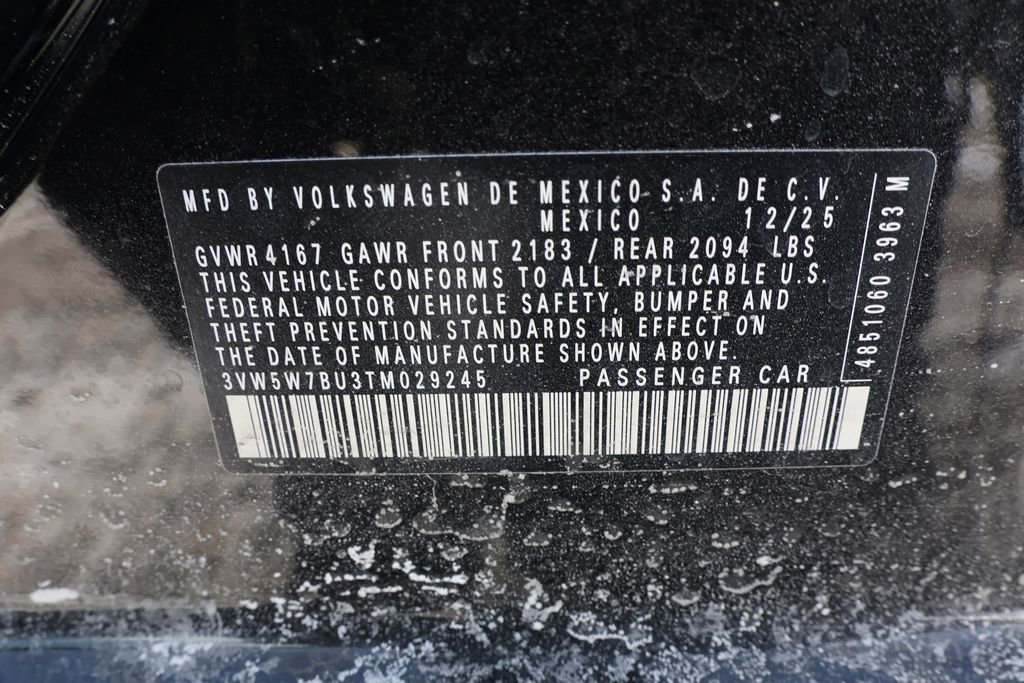 MFD BY VOLKSWAGEN DE MEXICO S.A. DE C.V.
MEXICO 12/25
GVWR 4167 GAWR FRONT 2183 / REAR 2094 LBS
THIS VEHICLE CONFORMS TO ALL APPLICABLE U.S.
FEDERAL MOTOR VEHICLE SAFETY, BUMPER AND
THEFT PREVENTION STANDARDS IN EFFECT ON
THE DATE OF MANUFACTURE SHOWN ABOVE.
3VW5W7BU3TM029245 PASSENGER CAR
4851060 3963 M